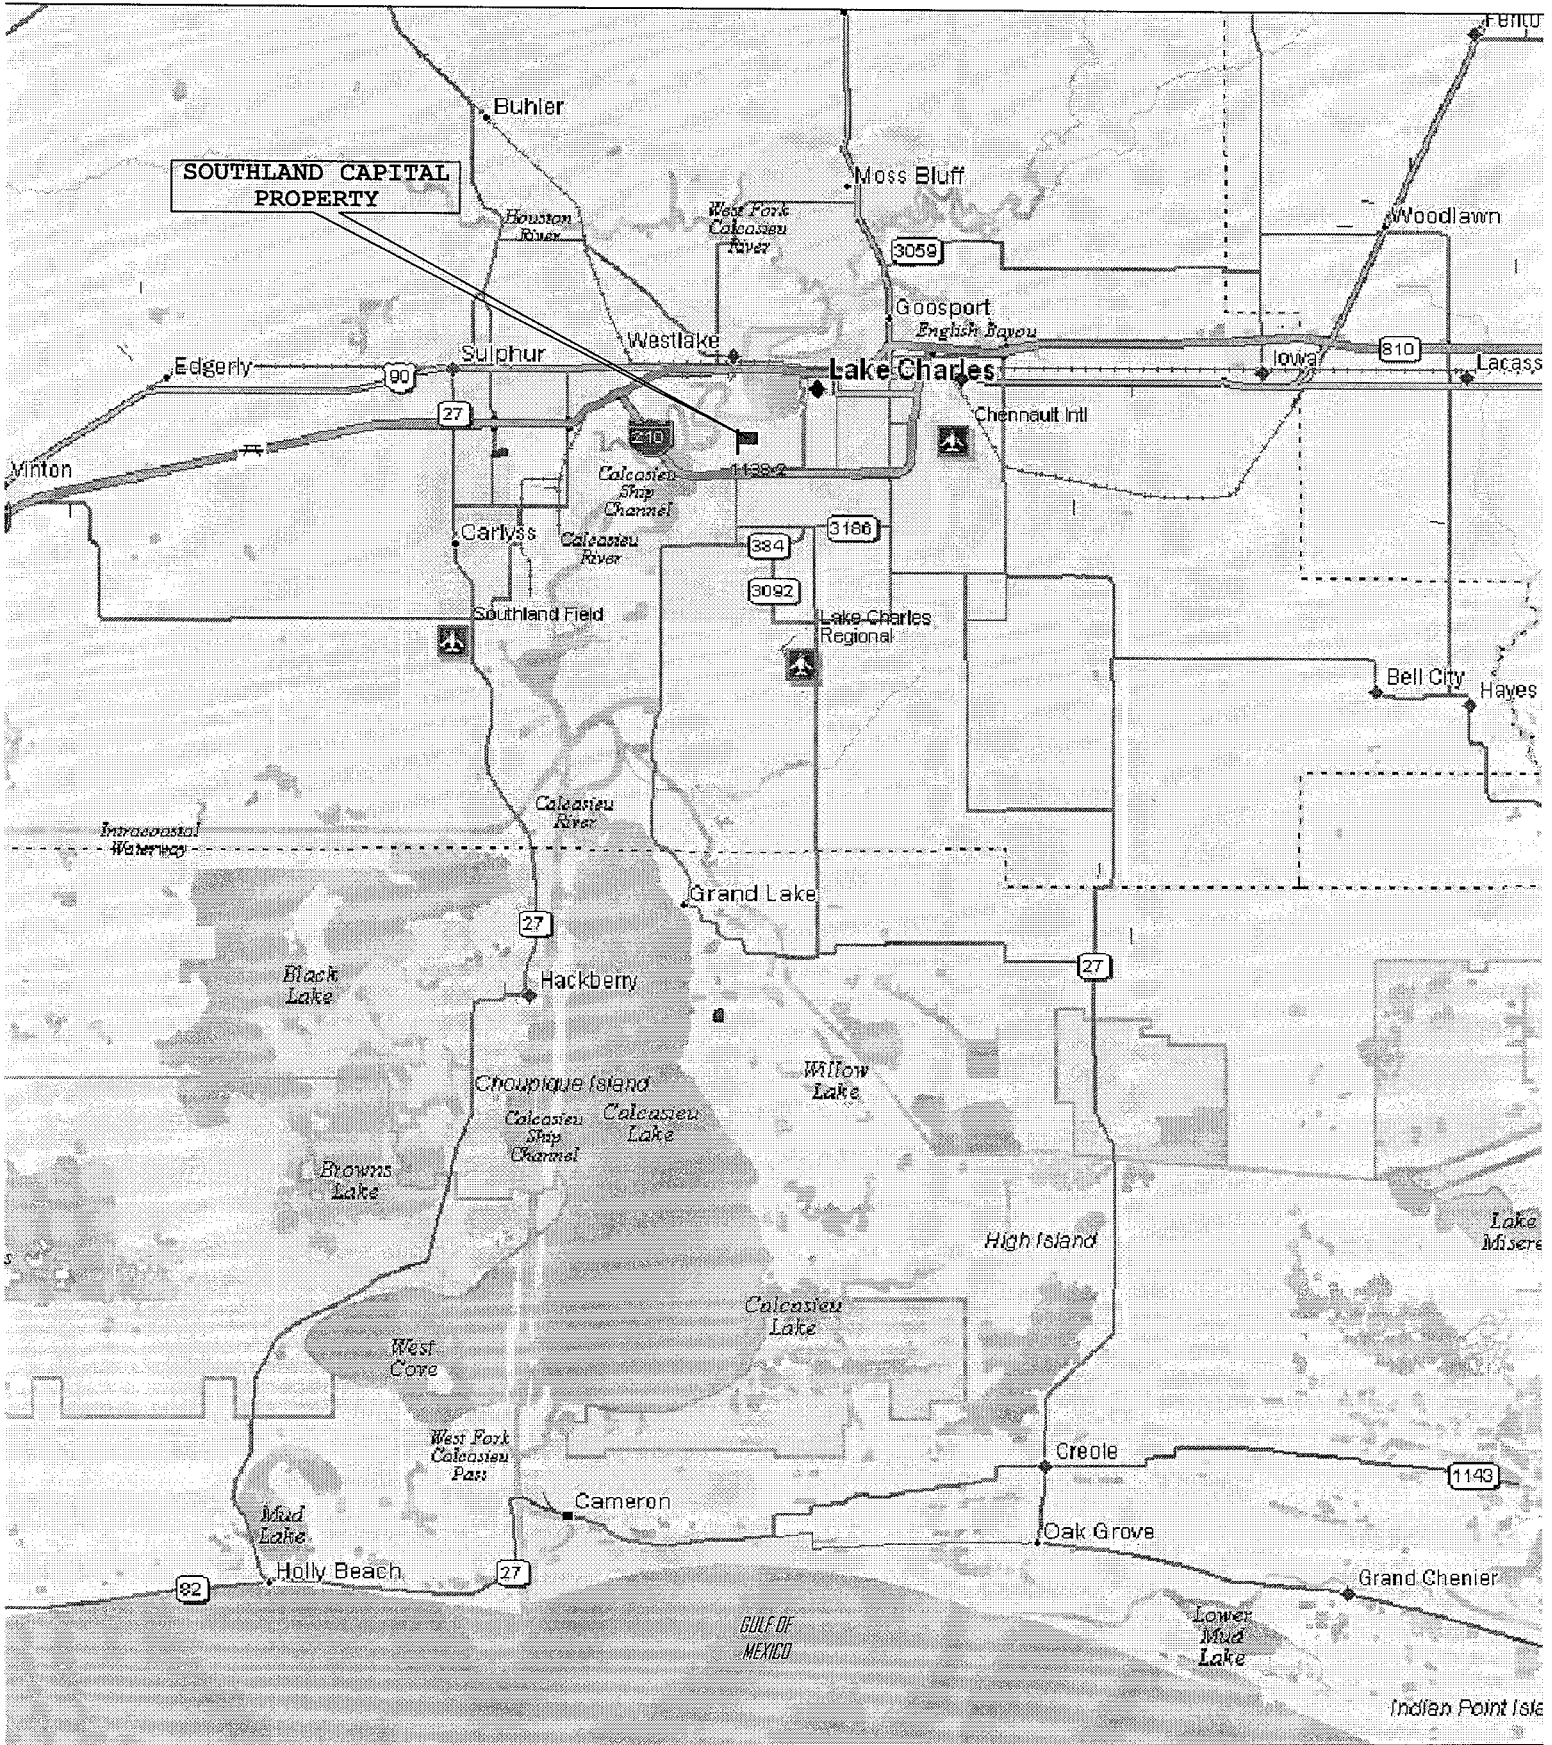 Buhler
SOUTHLAND CAPITAL
PROPERTY
Moss Bluff
Houston
River
West Fork
Calcasieu
River
Woodlawn
3059
Goosport
English Bayou
Westlake
Sulphur
Edgerly
90
Lake Charles
Iowa
810
Lacass
27
Chennault Intl
210
Vinton
1138-2
Calcasieu
Ship
Channel
Carlyss
Calcasieu
River
3186
384
3092
Southland Field
Lake Charles
Regional
Bell City
Hayes
Calcasieu
River
Intracoastal
Waterway
Grand Lake
27
27
Black
Lake
Hackberry
Willow
Lake
Choupique Island
Calcasieu
Ship
Channel
Calcasieu
Lake
Browns
Lake
Lake
Misere
s
High Island
Calcasieu
Lake
West
Cove
West Fork
Calcasieu
Pass
Creole
1143
Cameron
Mud
Lake
Oak Grove
Holly Beach
27
82
Grand Chenier
GULF OF
MEXICO
Lower
Mud
Lake
Indian Point Isla